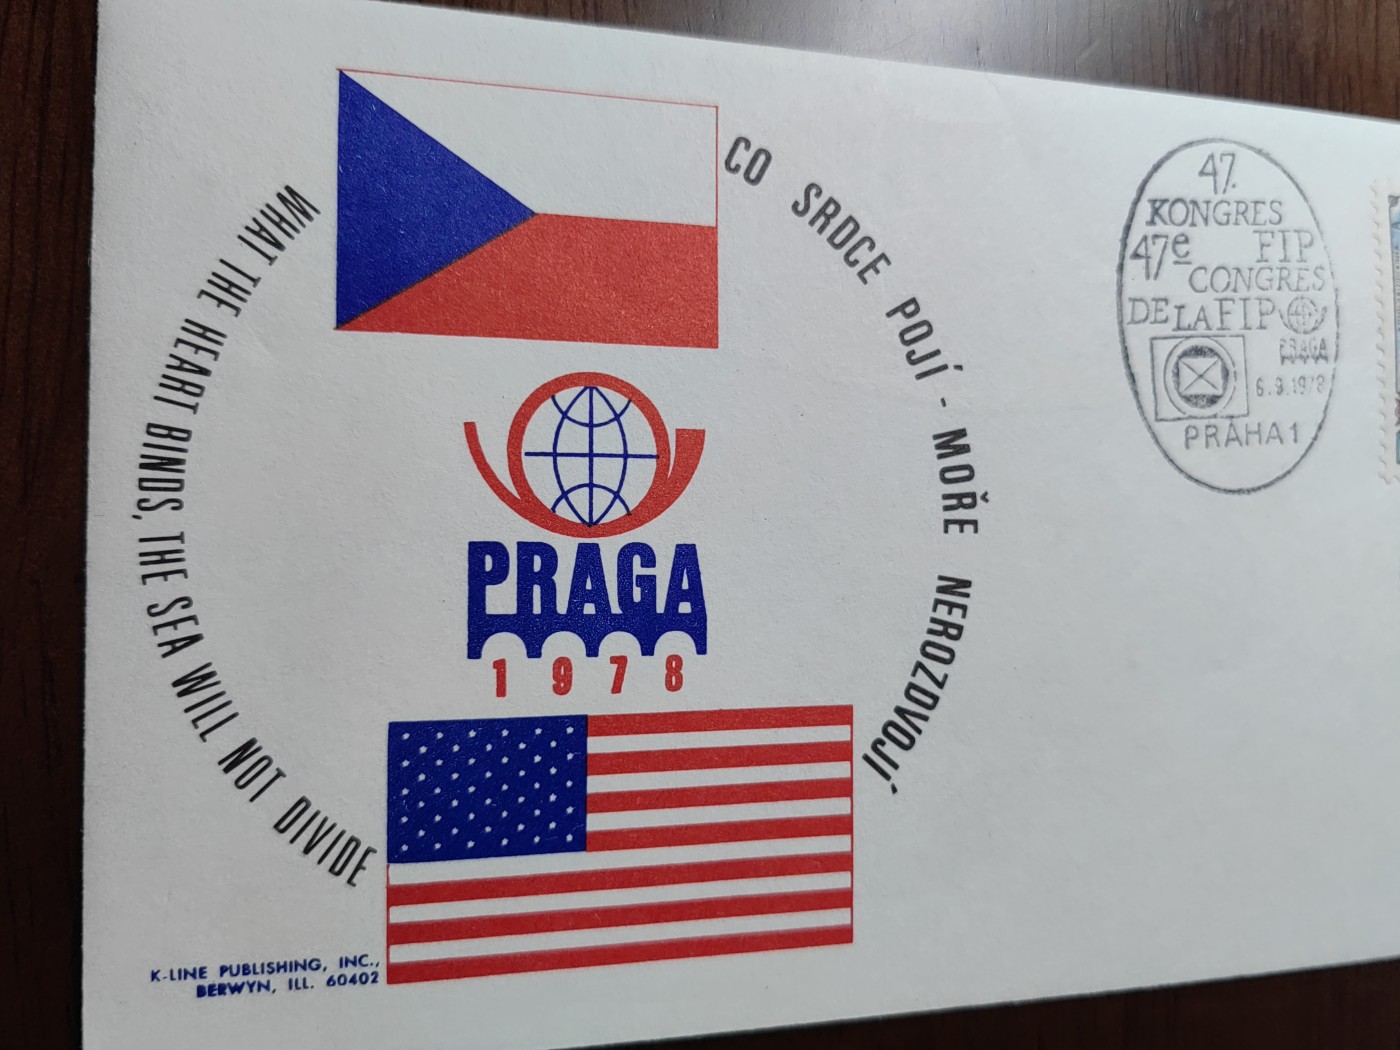 WHAT THE HEART BINDS, THE SEA WILL NOT DIVIDE
CO SRDCE POJÍ - MOŘE NEROZDVOJÍ
PRAGA
1978
K-LINE PUBLISHING, INC.,
BERWYN, ILL. 60402
47.
KONGRES
47e FIP
CONGRES
DE LA FIP
PRAGA
6.9.1978
PRAHA 1